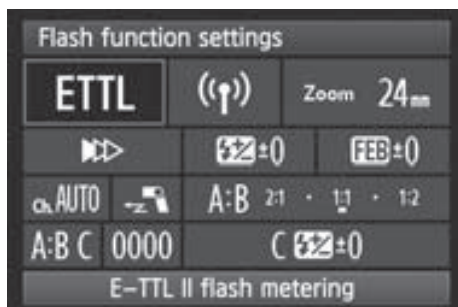 Flash function settings
ETTL Zoom 24mm
±0 FEB ±0
Ch. AUTO A:B 2:1 · 1:1 · 1:2
A:B C 0000 C ±0
E-TTL II flash metering